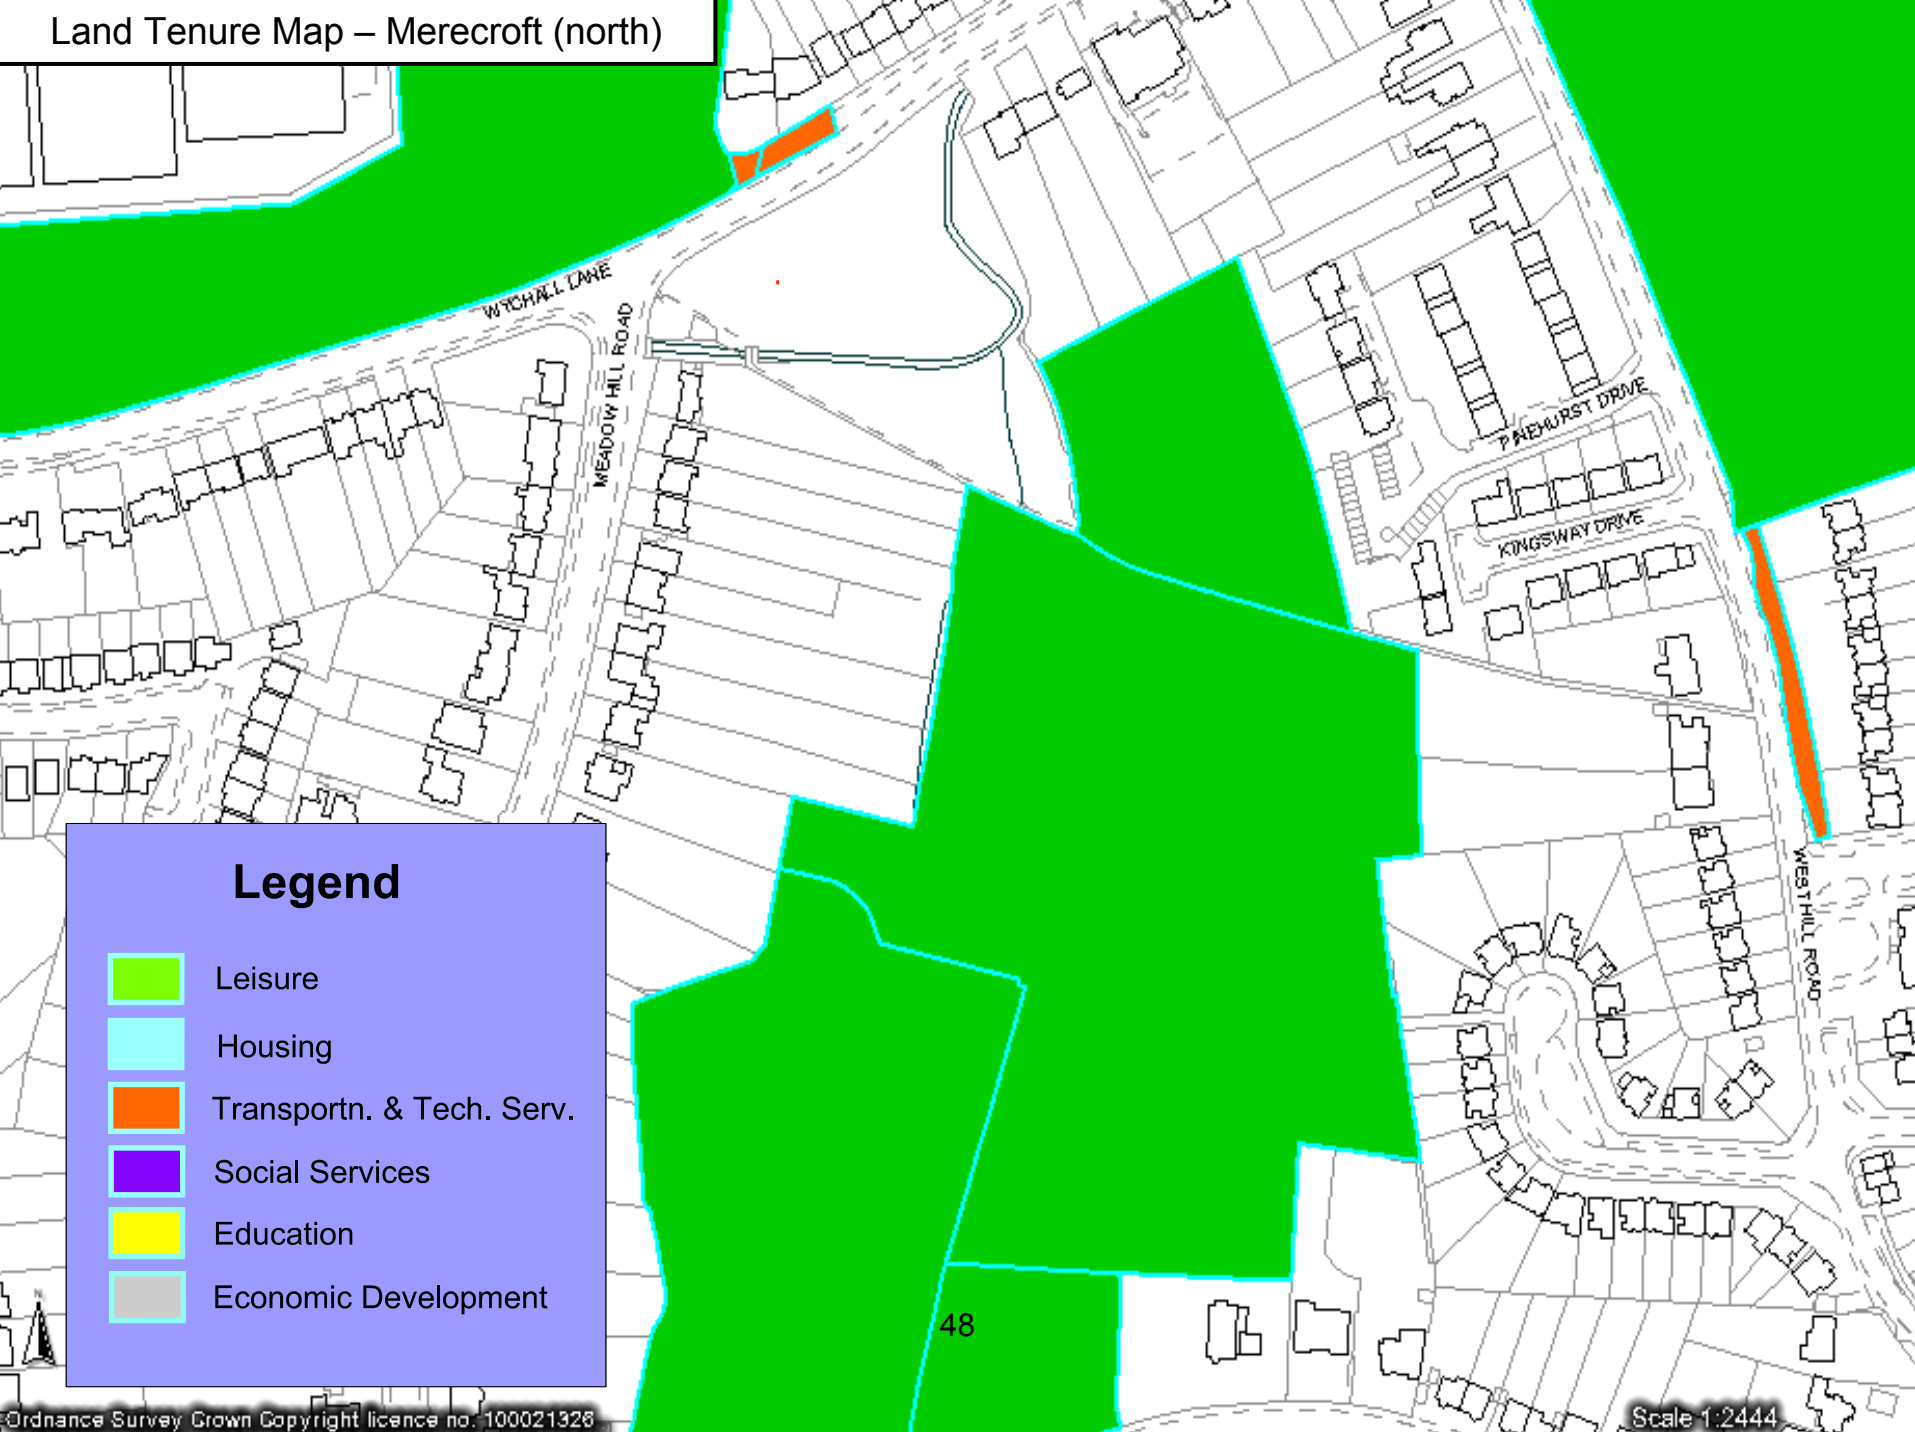 Land Tenure Map – Merecroft (north)
WYCHALL LANE
MEADOW HILL ROAD
PINEHURST DRIVE
KINGSWAY DRIVE
WESTHILL ROAD
Legend
Leisure
Housing
Transportn. & Tech. Serv.
Social Services
Education
Economic Development
N
48
Ordnance Survey Crown Copyright licence no. 100021326
Scale 1:2444